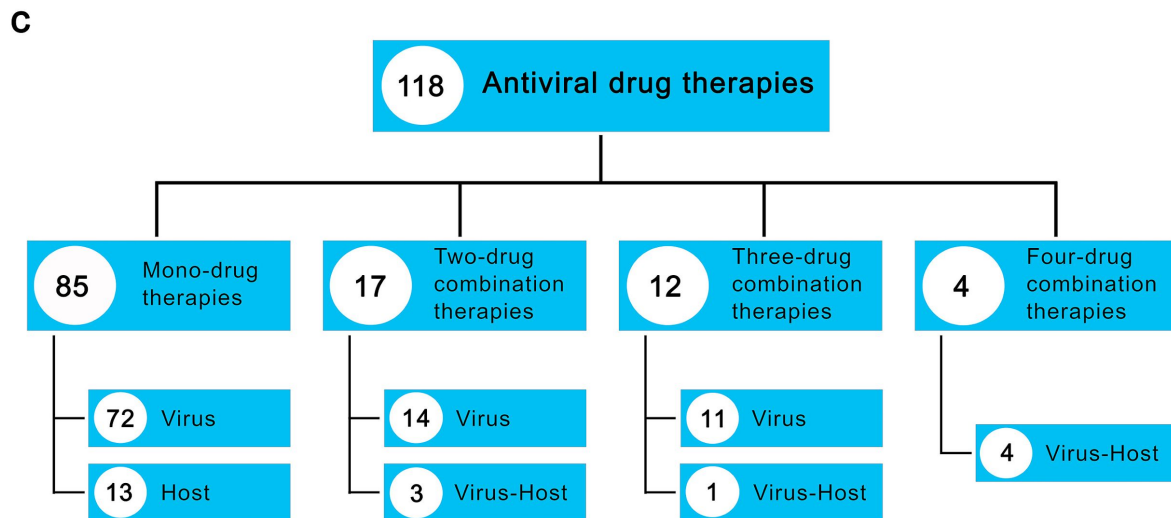 C
118 Antiviral drug therapies
85 Mono-drug
therapies
72 Virus
13 Host
17 Two-drug
combination
therapies
14 Virus
3 Virus-Host
12 Three-drug
combination
therapies
11 Virus
1 Virus-Host
4 Four-drug
combination
therapies
4 Virus-Host